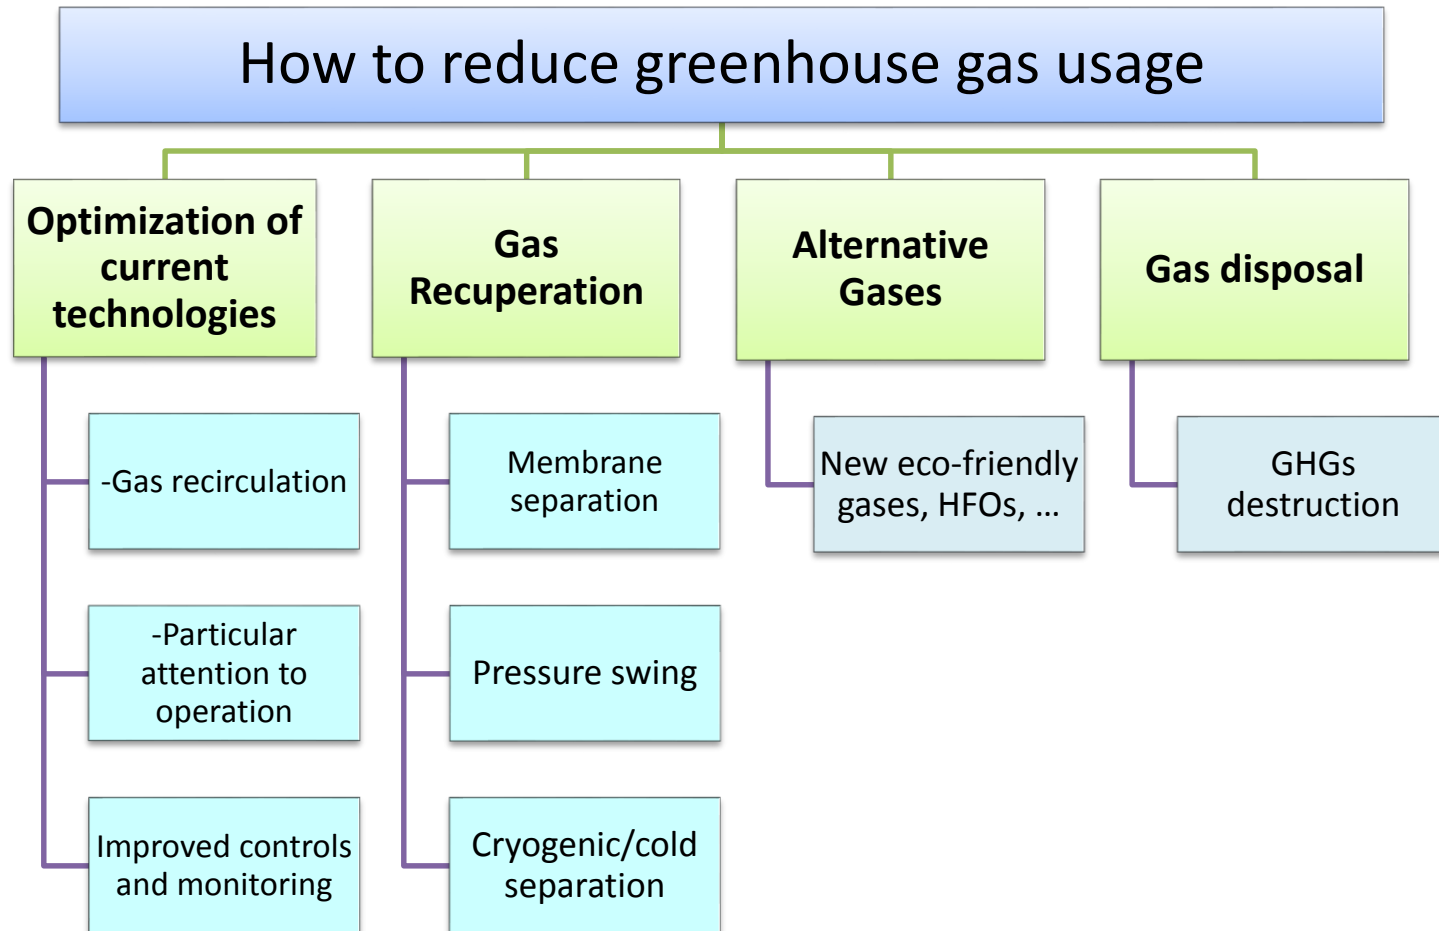 How to reduce greenhouse gas usage
Optimization of
current
technologies
-Gas recirculation
-Particular
attention to
operation
Improved controls
and monitoring
Gas
Recuperation
Membrane
separation
Pressure swing
Cryogenic/cold
separation
Alternative
Gases
New eco-friendly
gases, HFOs, ...
Gas disposal
GHGs
destruction